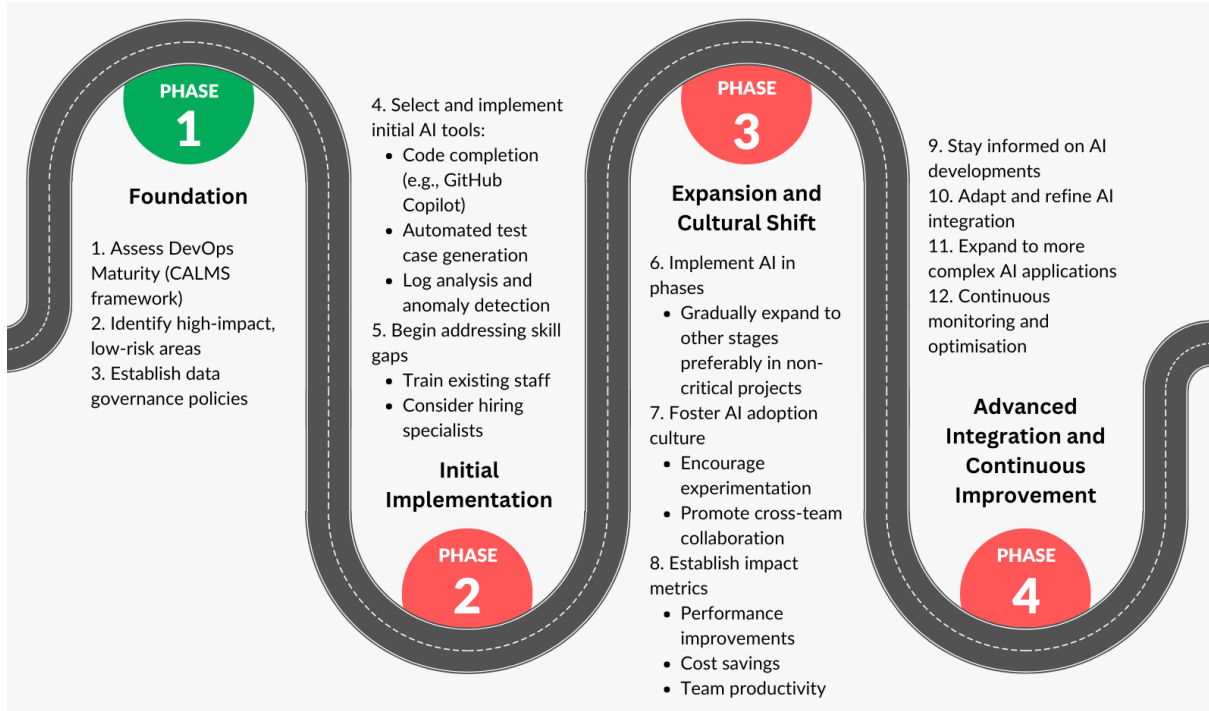 PHASE
1
Foundation
1. Assess DevOps
Maturity (CALMS
framework)
2. Identify high-impact,
low-risk areas
3. Establish data
governance policies
4. Select and implement
initial AI tools:
• Code completion
(e.g., GitHub
Copilot)
• Automated test
case generation
• Log analysis and
anomaly detection
5. Begin addressing skill
gaps
• Train existing staff
• Consider hiring
specialists
Initial
Implementation
PHASE
2
PHASE
3
Expansion and
Cultural Shift
6. Implement AI in
phases
• Gradually expand to
other stages
preferably in non-
critical projects
7. Foster AI adoption
culture
• Encourage
experimentation
• Promote cross-team
collaboration
8. Establish impact
metrics
• Performance
improvements
• Cost savings
• Team productivity
9. Stay informed on AI
developments
10. Adapt and refine AI
integration
11. Expand to more
complex AI applications
12. Continuous
monitoring and
optimisation
Advanced
Integration and
Continuous
Improvement
PHASE
4